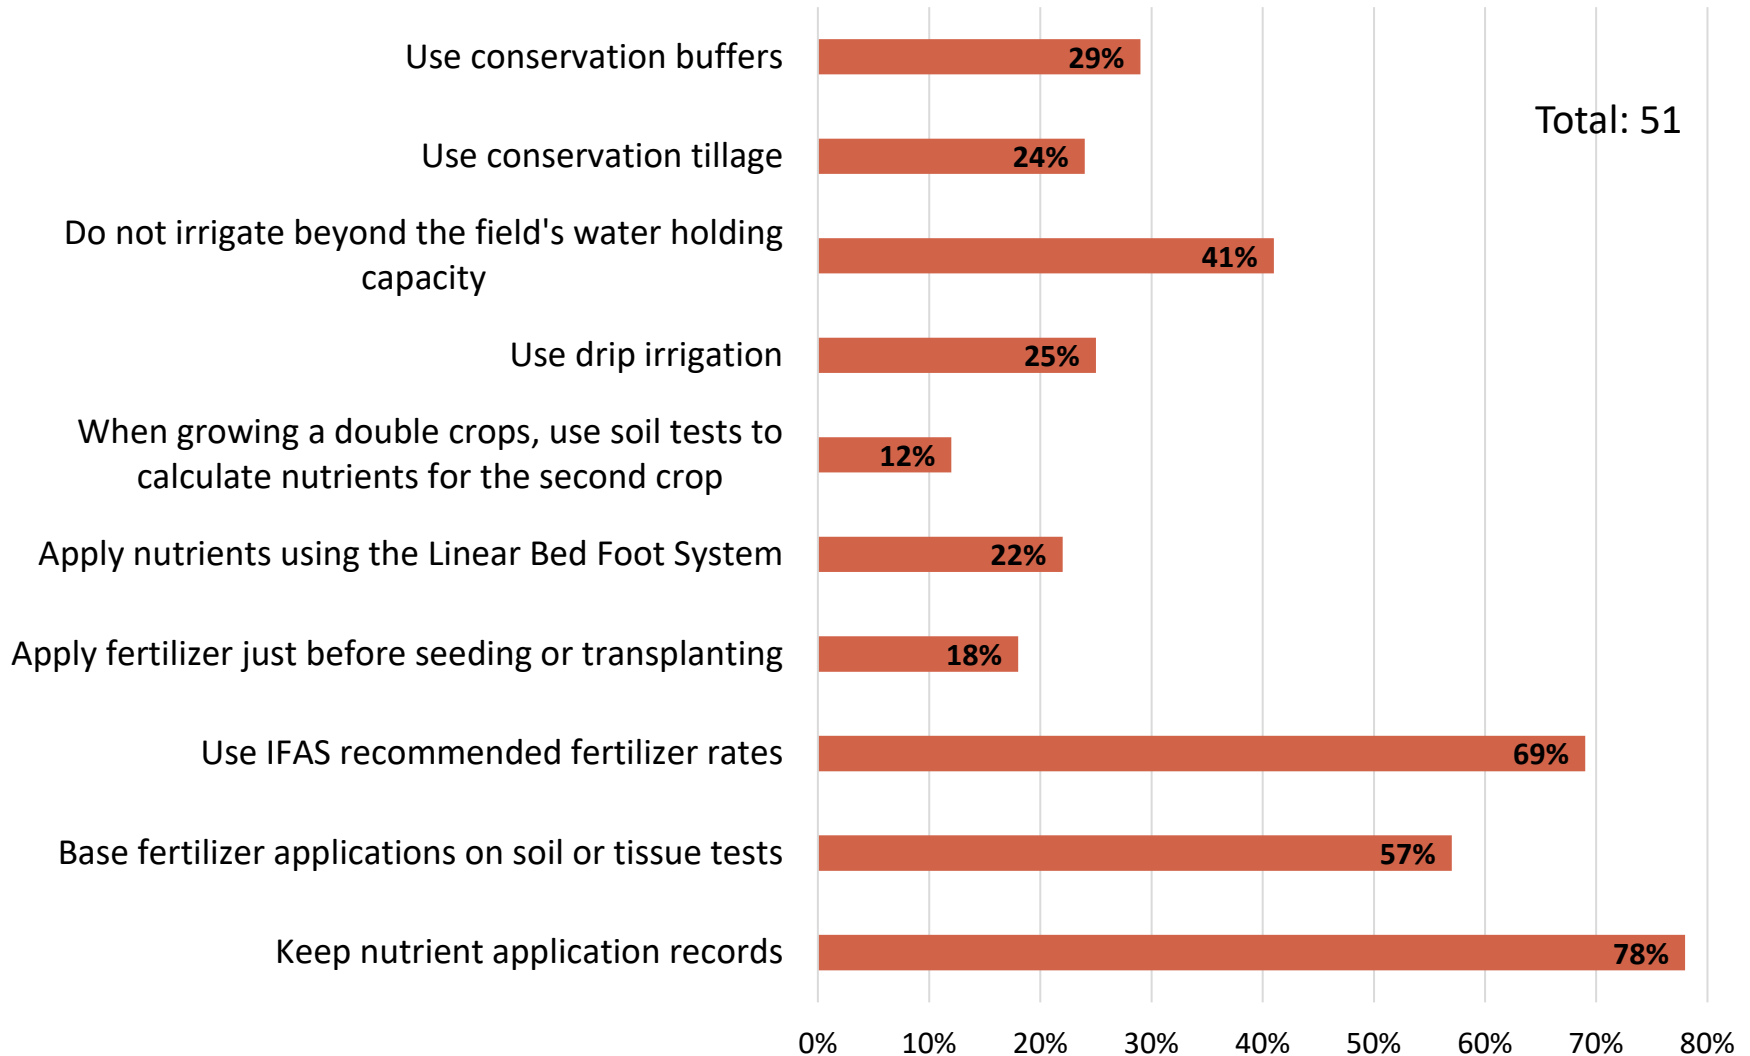 Use conservation buffers
29%
Total: 51
Use conservation tillage
24%
Do not irrigate beyond the field's water holding
capacity
41%
Use drip irrigation
25%
When growing a double crops, use soil tests to
calculate nutrients for the second crop
12%
Apply nutrients using the Linear Bed Foot System
22%
Apply fertilizer just before seeding or transplanting
18%
Use IFAS recommended fertilizer rates
69%
Base fertilizer applications on soil or tissue tests
57%
Keep nutrient application records
78%
0% 10% 20% 30% 40% 50% 60% 70% 80%